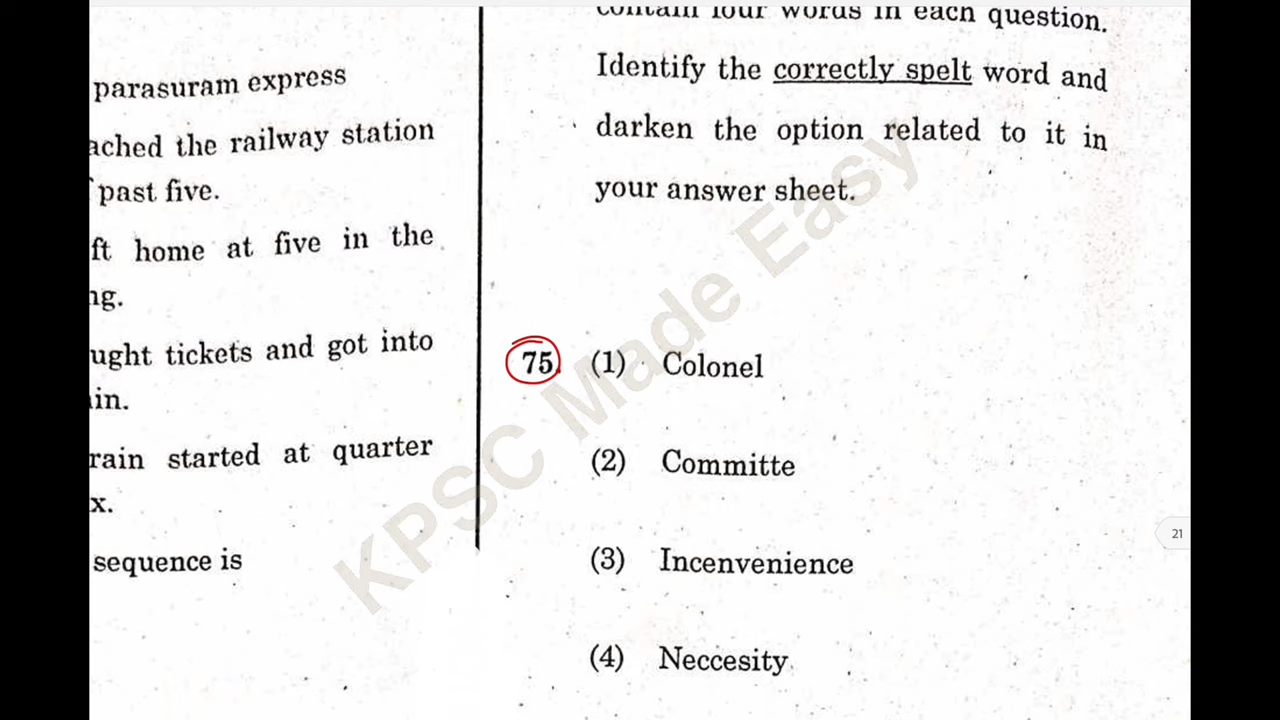 parasuram express
ached the railway station
past five.
ft home at five in the
ng.
ught tickets and got into
in.
rain started at quarter
x.
sequence is
contain four words in each question.
Identify the correctly spelt word and
darken the option related to it in
your answer sheet.
75. (1) Colonel
(2) Committe
(3) Incenvenience
(4) Neccesity
KPSC Made Easy
21